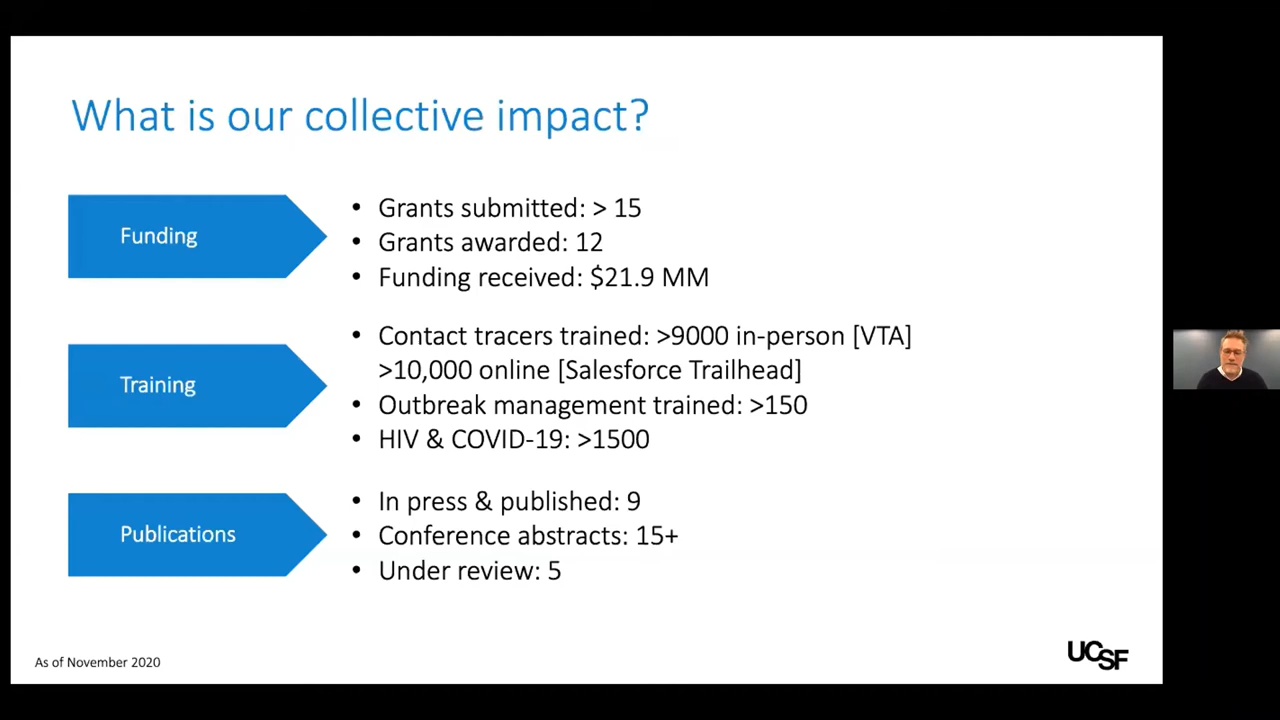 What is our collective impact?
Funding
• Grants submitted: > 15
• Grants awarded: 12
• Funding received: $21.9 MM
Training
• Contact tracers trained: >9000 in-person [VTA]
>10,000 online [Salesforce Trailhead]
• Outbreak management trained: >150
• HIV & COVID-19: >1500
Publications
• In press & published: 9
• Conference abstracts: 15+
• Under review: 5
As of November 2020
UCSF